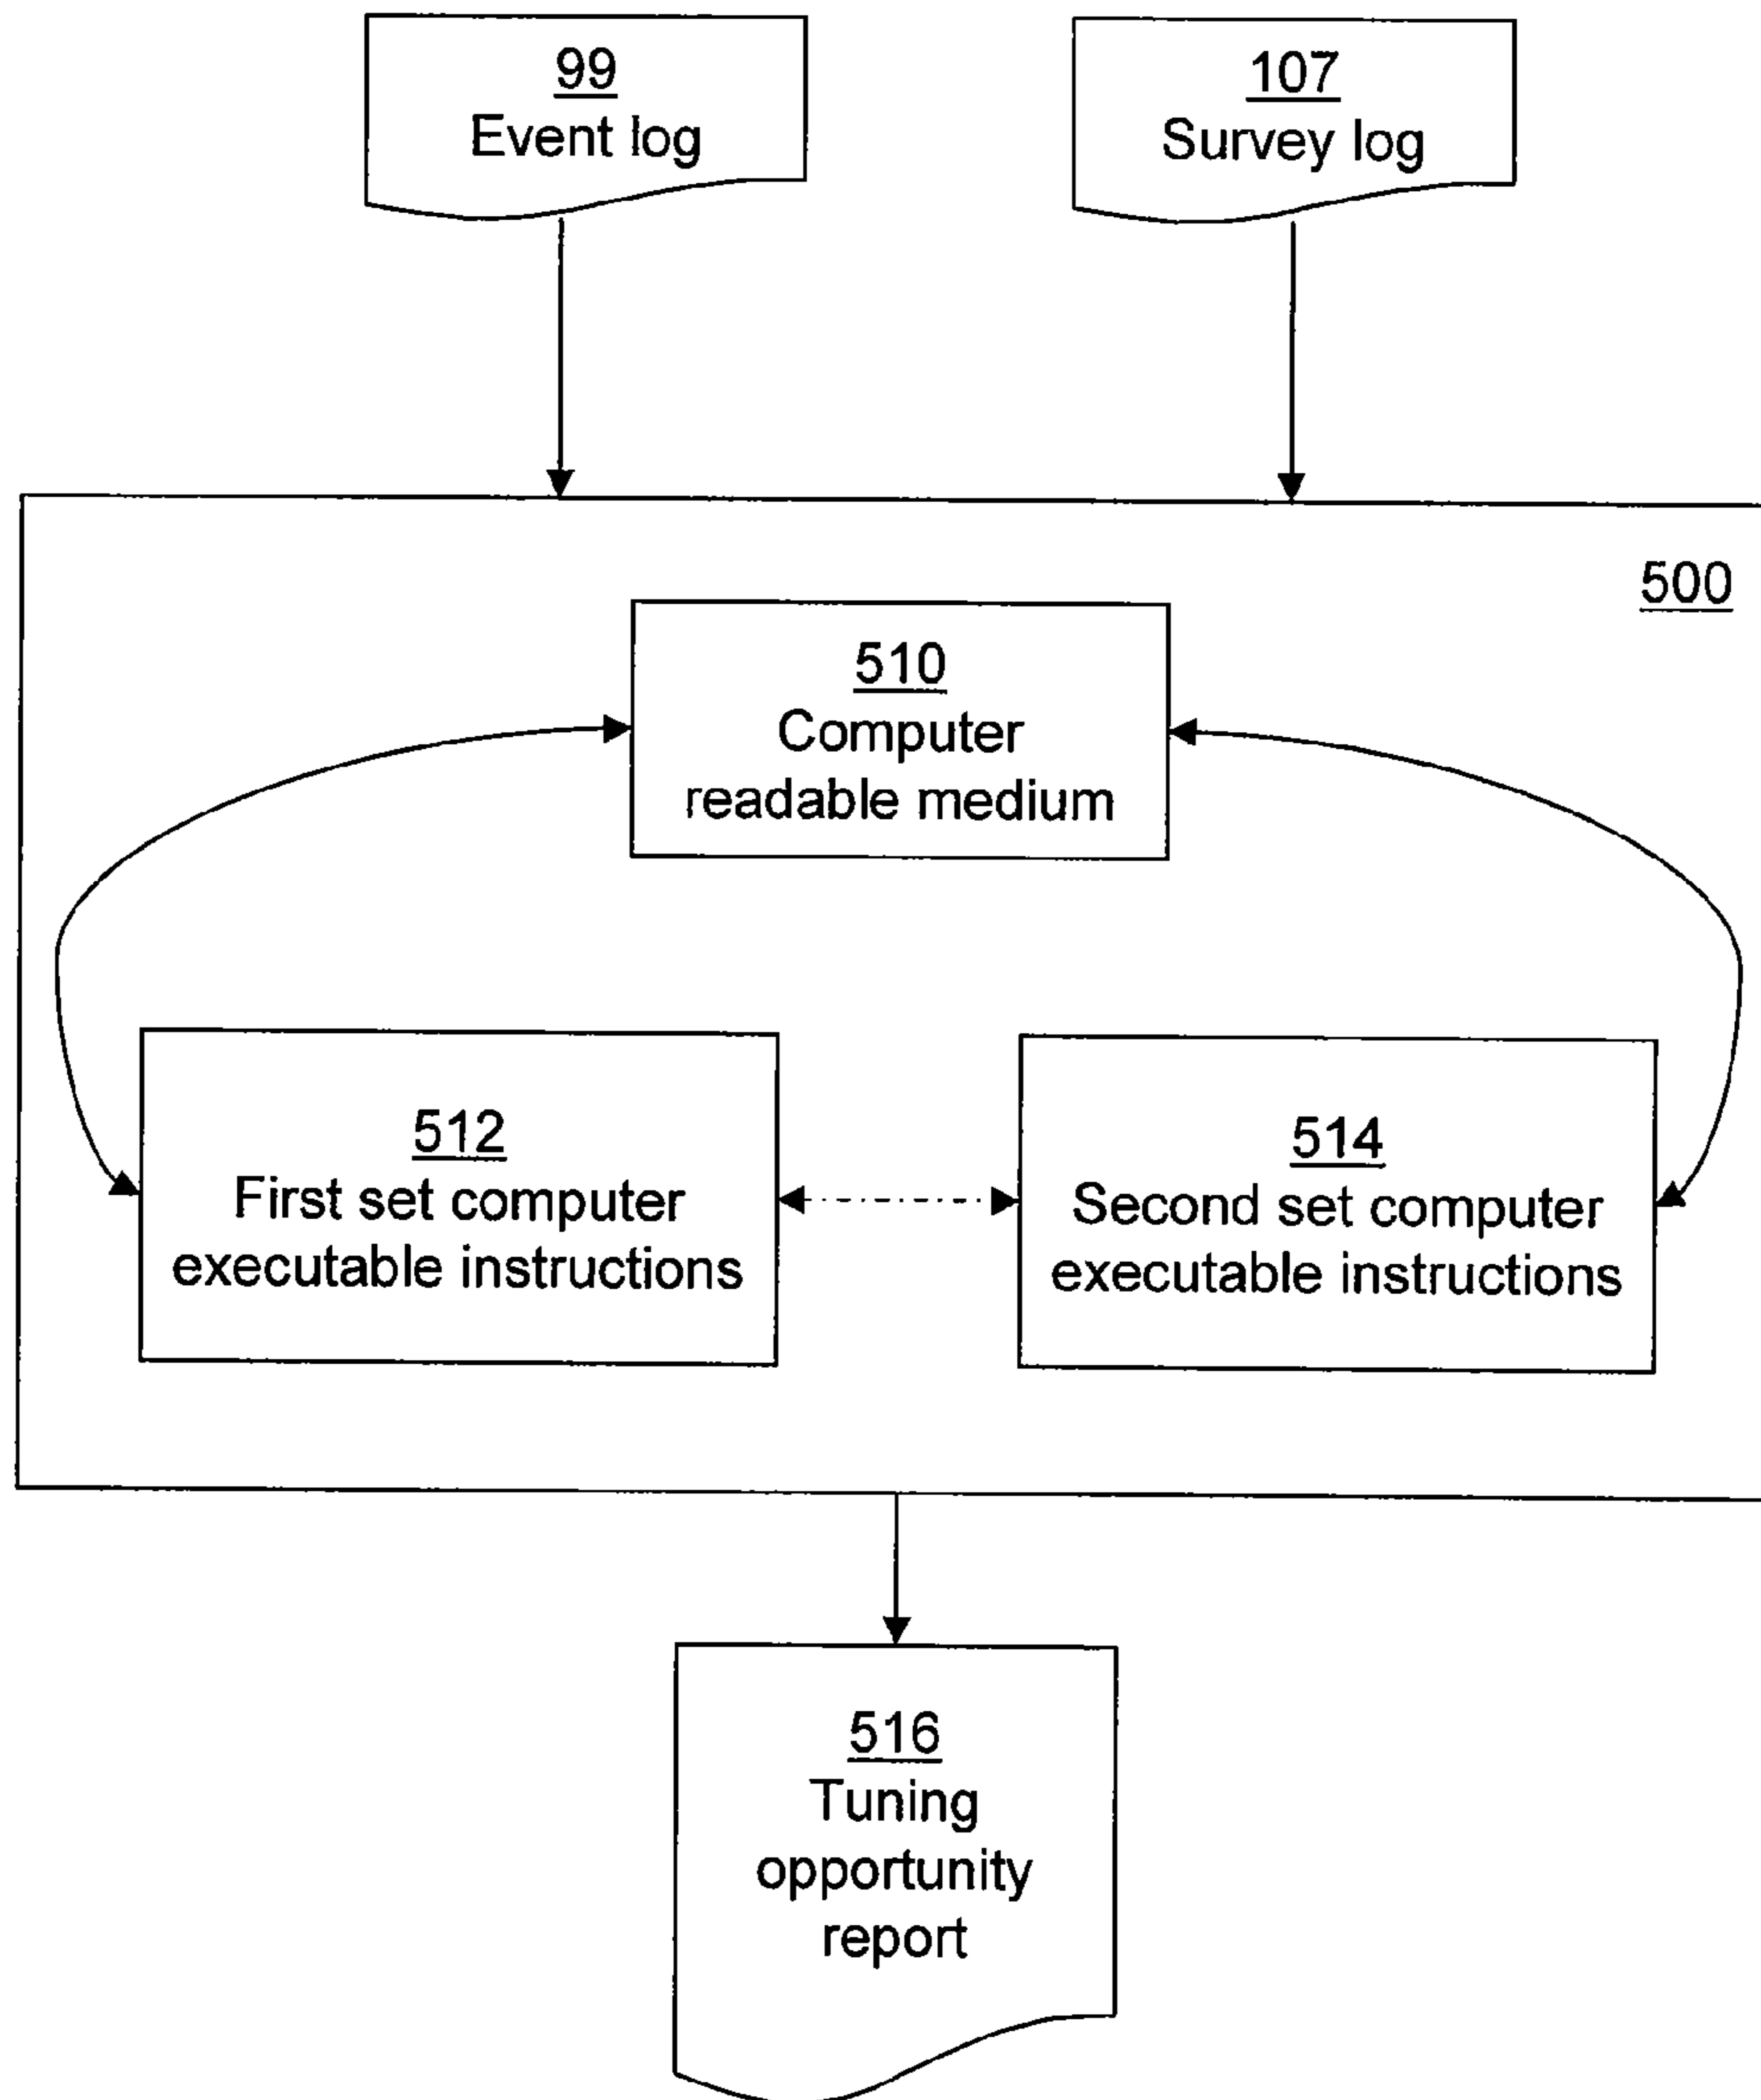 99
Event log
107
Survey log
500
510
Computer
readable medium
512
First set computer
executable instructions
514
Second set computer
executable instructions
516
Tuning
opportunity
report